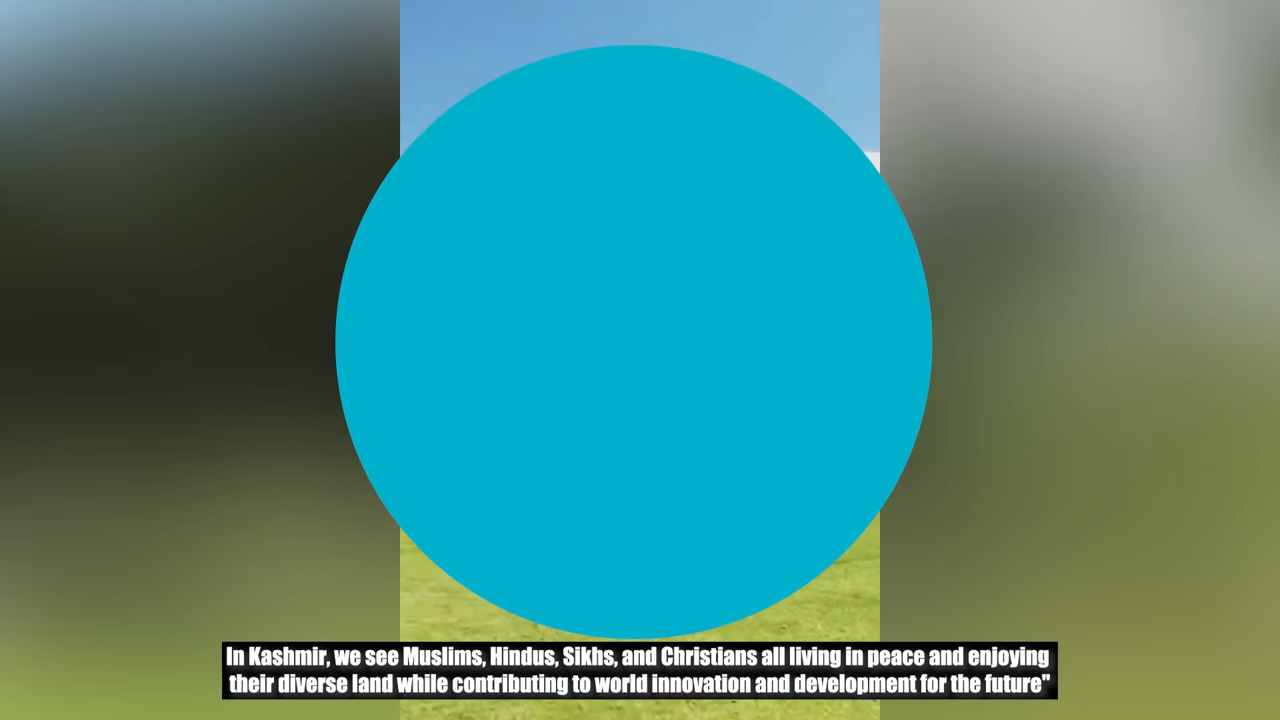 In Kashmir, we see Muslims, Hindus, Sikhs, and Christians all living in peace and enjoying
their diverse land while contributing to world innovation and development for the future"